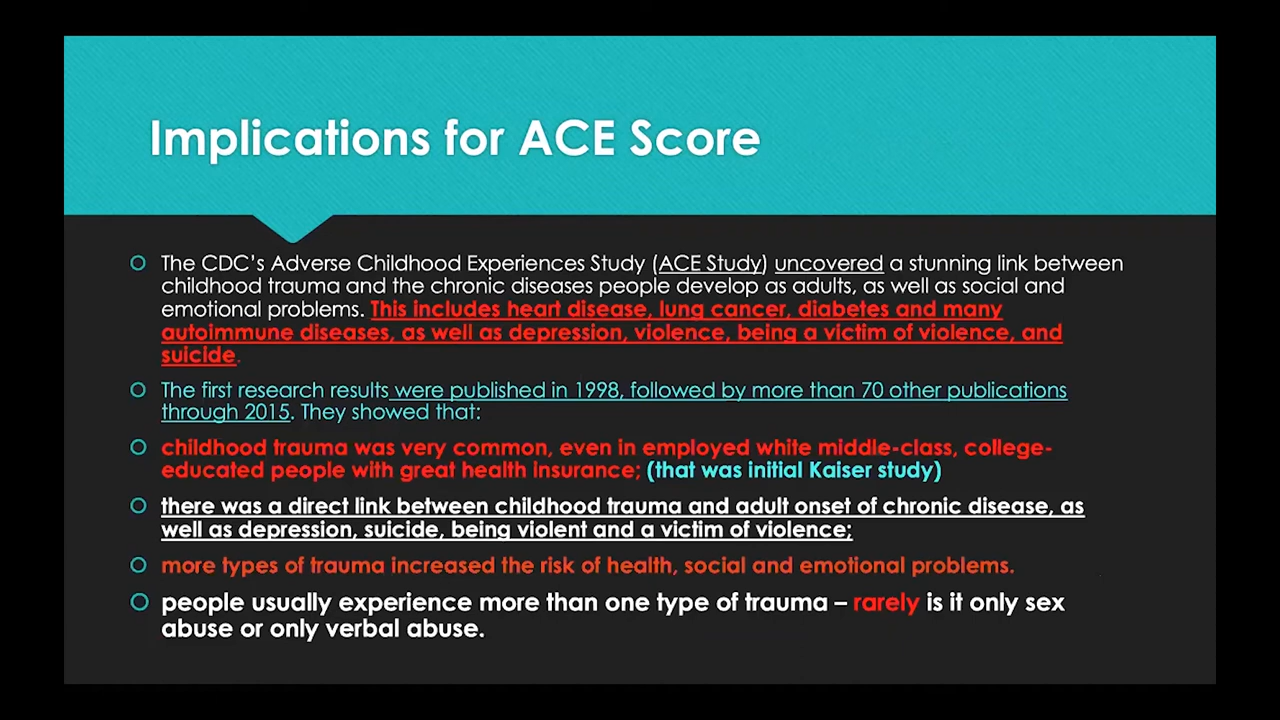 Implications for ACE Score
The CDC's Adverse Childhood Experiences Study (ACE Study) uncovered a stunning link between
childhood trauma and the chronic diseases people develop as adults, as well as social and
emotional problems. This includes heart disease, lung cancer, diabetes and many
autoimmune diseases, as well as depression, violence, being a victim of violence, and
suicide.
The first research results were published in 1998, followed by more than 70 other publications
through 2015. They showed that:
childhood trauma was very common, even in employed white middle-class, college-
educated people with great health insurance; (that was initial Kaiser study)
there was a direct link between childhood trauma and adult onset of chronic disease, as
well as depression, suicide, being violent and a victim of violence;
more types of trauma increased the risk of health, social and emotional problems.
people usually experience more than one type of trauma – rarely is it only sex
abuse or only verbal abuse.